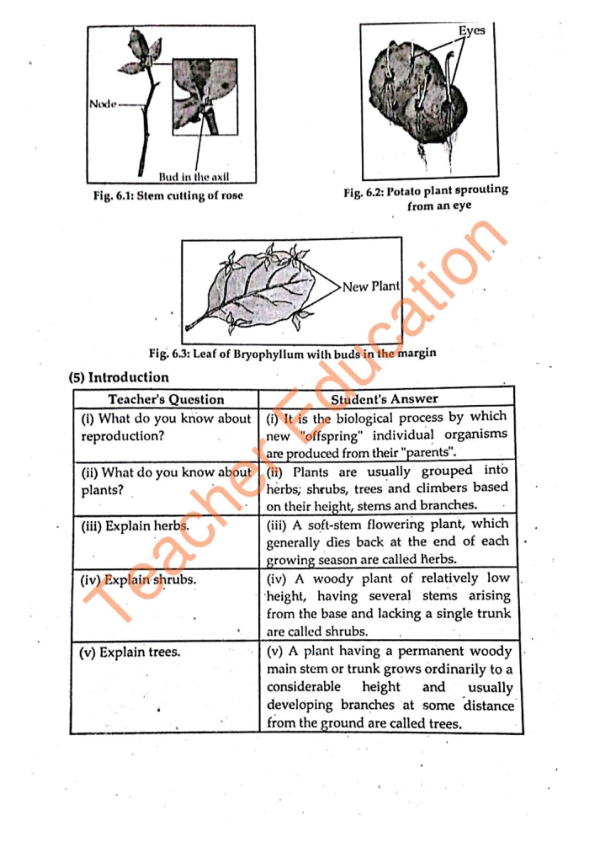 Eyes
Node
Bud in the axil
Fig. 6.1: Stem cutting of rose
Fig. 6.2: Potato plant sprouting
from an eye
New Plant
Fig. 6.3: Leaf of Bryophyllum with buds in the margin
(5) Introduction
Teacher's Question
Student's Answer
(i) What do you know about
reproduction?
(i) It is the biological process by which
new "offspring" individual organisms
are produced from their "parents".
(ii) What do you know about
plants?
(ii) Plants are usually grouped into
herbs, shrubs, trees and climbers based
on their height, stems and branches.
(iii) Explain herbs.
(iii) A soft-stem flowering plant, which
generally dies back at the end of each
growing season are called herbs.
(iv) Explain shrubs.
(iv) A woody plant of relatively low
height, having several stems arising
from the base and lacking a single trunk
are called shrubs.
(v) Explain trees.
(v) A plant having a permanent woody
main stem or trunk grows ordinarily to a
considerable height and usually
developing branches at some distance
from the ground are called trees.
Teacher Education